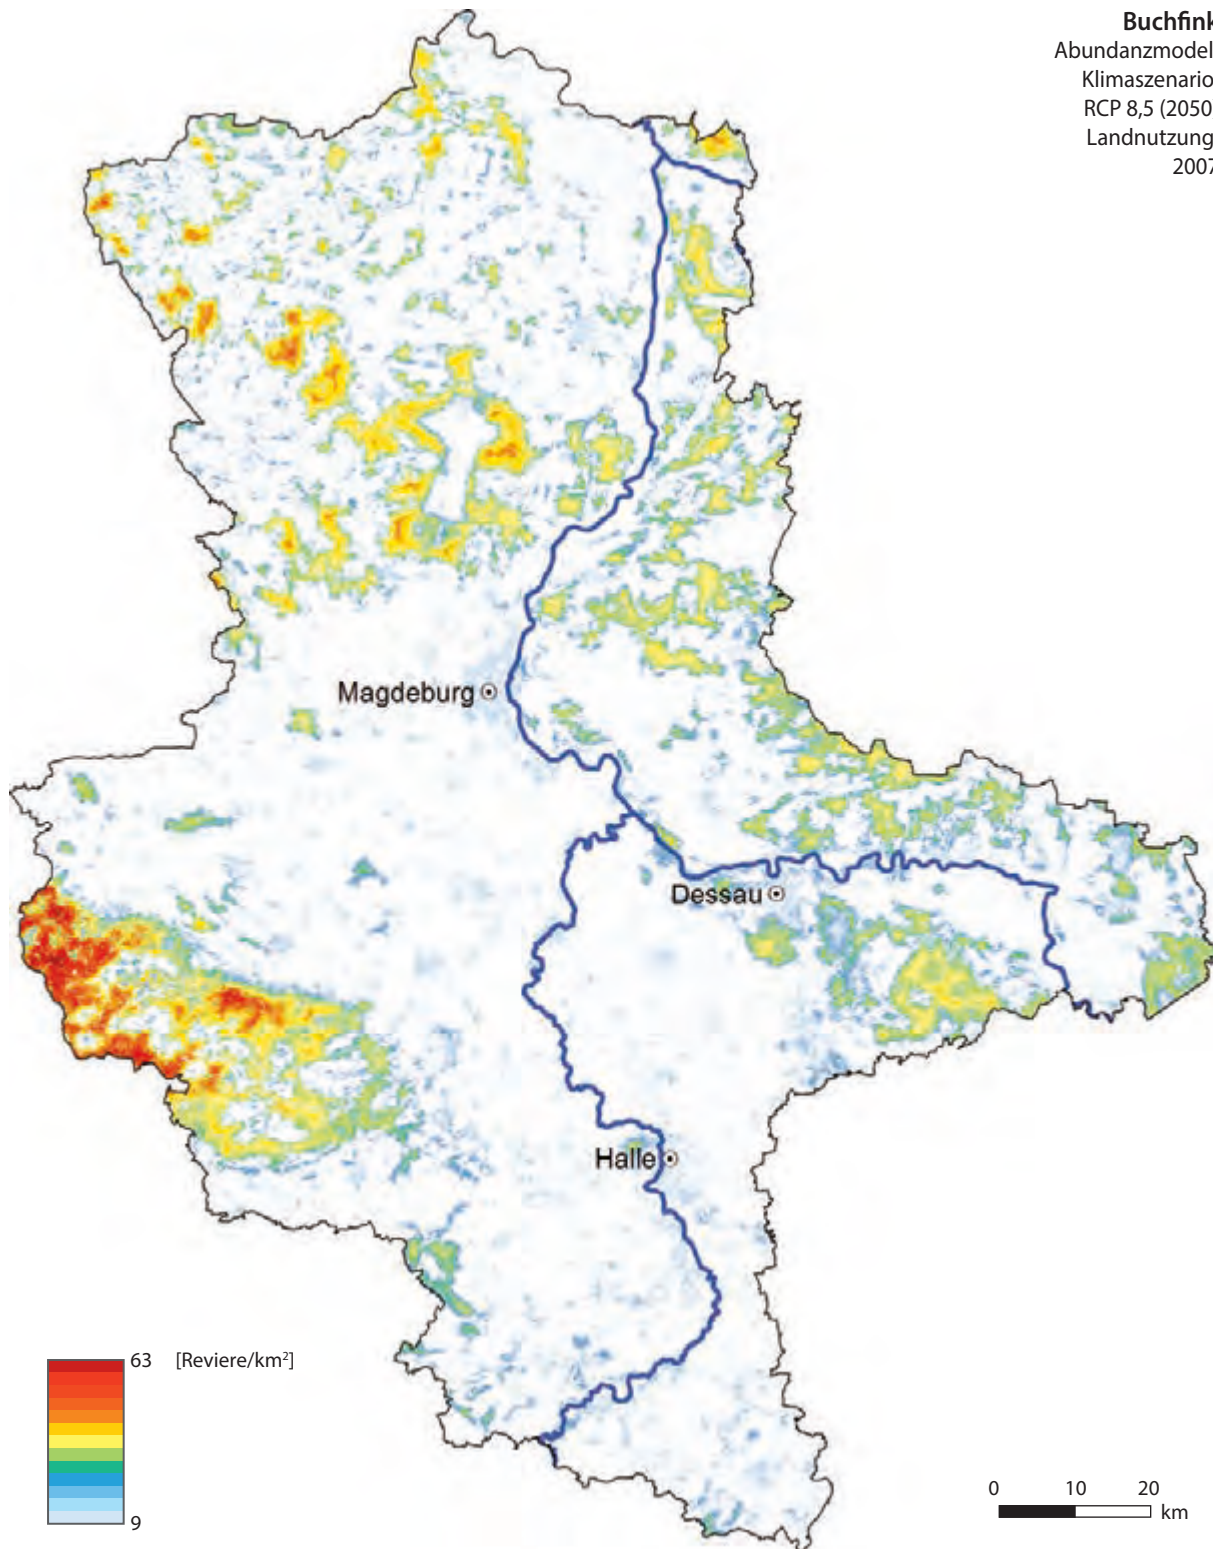 Buchfink
Abundanzmodel
Klimaszenario
RCP 8,5 (2050
Landnutzung
2007
Magdeburg
Dessau
Halle
63 [Reviere/km²]
9
0 10 20
km